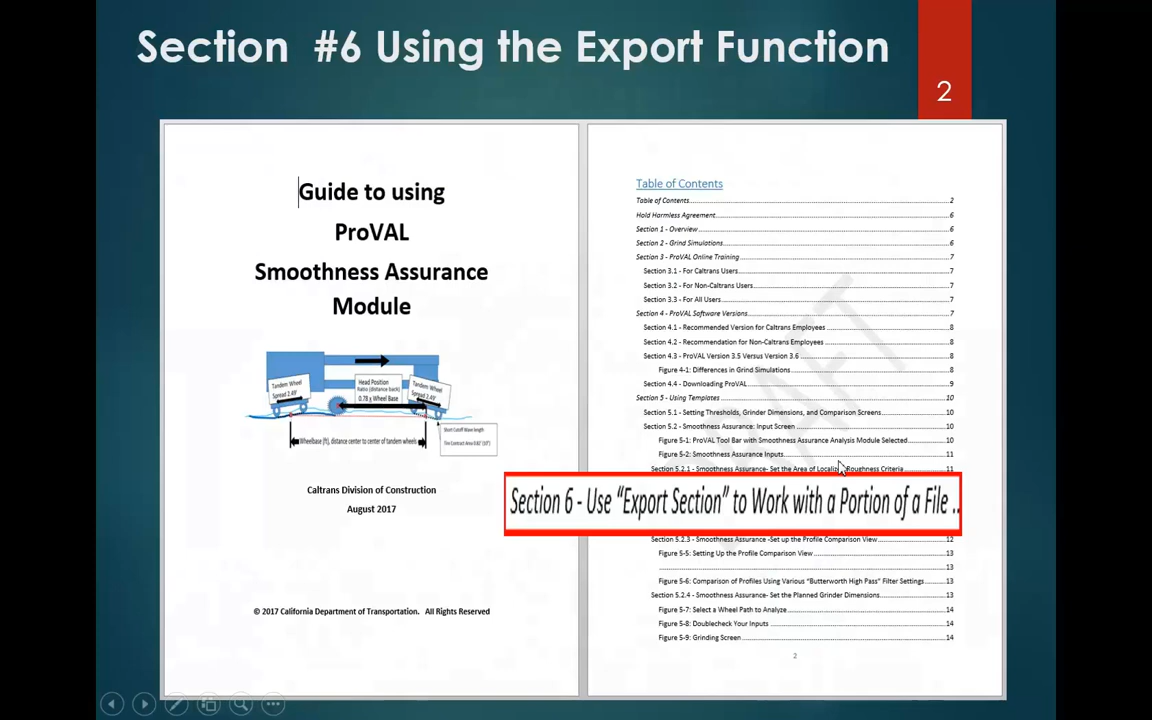 Section #6 Using the Export Function
2
Guide to using
ProVAL
Smoothness Assurance
Module
Tandem Wheel
Spread 2.49'
Head Position
Ratio (distance back)
0.78 x Wheel Base
Tandem Wheel
Spread 2.49'
Short Cutoff Wave length
Wheelbase [ft], distance center to center of tandem wheels
Caltrans Division of Construction
August 2017
© 2017 California Department of Transportation. All Rights Reserved
Table of Contents
Table of Contents 2
Hold Harmless Agreement 6
Section 1 - Overview 6
Section 2 - Grind Simulations 6
Section 3 - ProVAL Online Training 7
Section 3.1 - For Caltrans Users 7
Section 3.2 - For Non-Caltrans Users 7
Section 3.3 - For All Users 7
Section 4 - ProVAL Software Versions 7
Section 4.1 - Recommended Version for Caltrans Employees 8
Section 4.2 - Recommendation for Non-Caltrans Employees 8
Section 4.3 - ProVAL Version 3.5 Versus Version 3.6 8
Figure 4-1: Differences in Grind Simulations 8
Section 4.4 - Downloading ProVAL 9
Section 5 - Using Templates 10
Section 5.1 - Setting Thresholds, Grinder Dimensions, and Comparison Screens 10
Section 5.2 - Smoothness Assurance: Input Screen 10
Figure 5-1: ProVAL Tool Bar with Smoothness Assurance Analysis Module Selected 10
Figure 5-2: Smoothness Assurance Inputs 11
Section 5.2.1 - Smoothness Assurance- Set the Area of Localized Roughness Criteria 11
Section 6 - Use “Export Section” to Work with a Portion of a File ..
Section 5.2.3 - Smoothness Assurance -Set up the Profile Comparison View 12
Figure 5-5: Setting Up the Profile Comparison View 13
13
Figure 5-6: Comparison of Profiles Using Various "Butterworth High Pass" Filter Settings 13
Section 5.2.4 - Smoothness Assurance- Set the Planned Grinder Dimensions 13
Figure 5-7: Select a Wheel Path to Analyze 14
Figure 5-8: Doublecheck Your Inputs 14
Figure 5-9: Grinding Screen 14
2
DRAFT